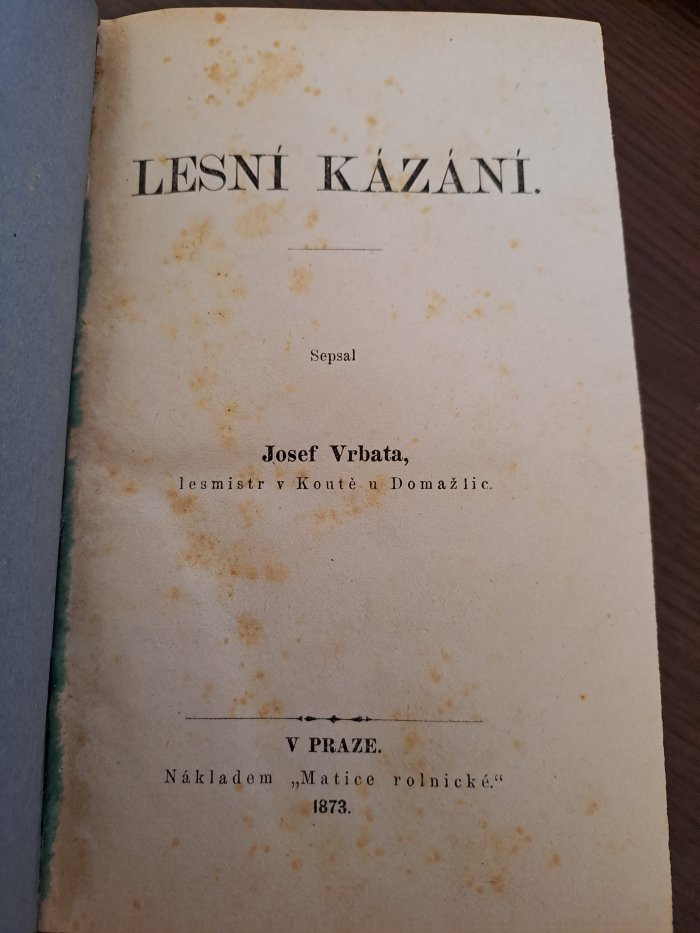 LESNÍ KÁZÁNÍ.
Sepsal
Josef Vrbata,
lesmistr v Koutě u Domažlic.
V PRAZE.
Nákladem „Matice rolnické.“
1873.